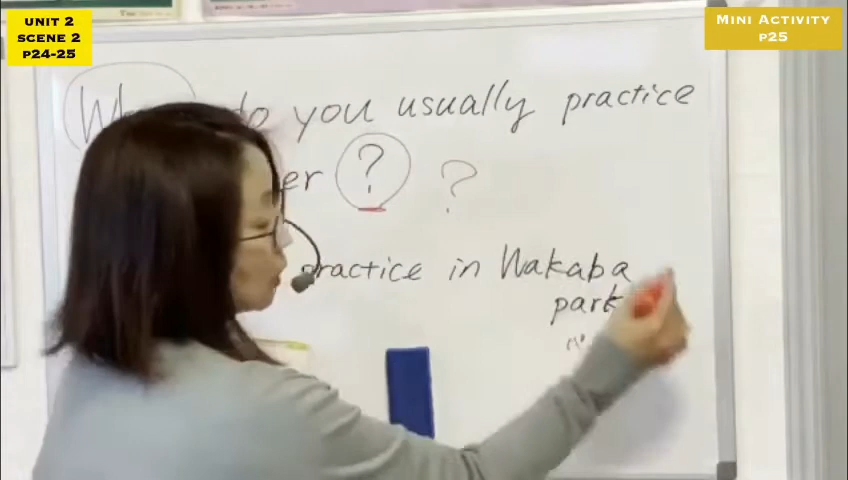 UNIT 2
SCENE 2
P24-25
MINI ACTIVITY
P25
do you usually practice
? ?
practice in Wakaba
park